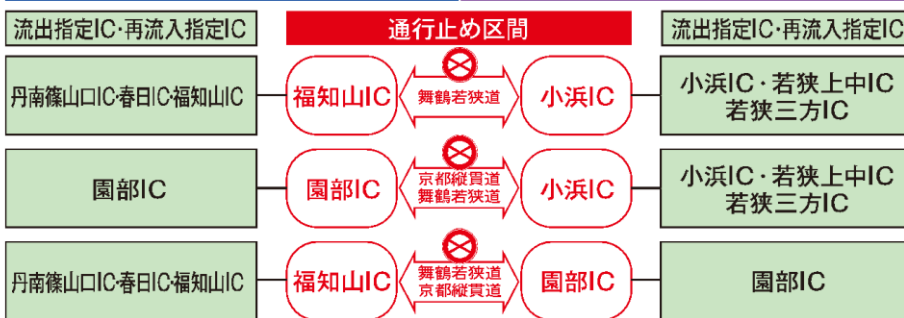 流出指定IC・再流入指定IC
通行止め区間
流出指定IC・再流入指定IC
丹南篠山口IC・春日IC・福知山IC
福知山IC
舞鶴若狭道
小浜IC
小浜IC・若狭上中IC
若狭三方IC
園部IC
園部IC
京都縦貫道
舞鶴若狭道
小浜IC
小浜IC・若狭上中IC
若狭三方IC
丹南篠山口IC・春日IC・福知山IC
福知山IC
舞鶴若狭道
京都縦貫道
園部IC
園部IC